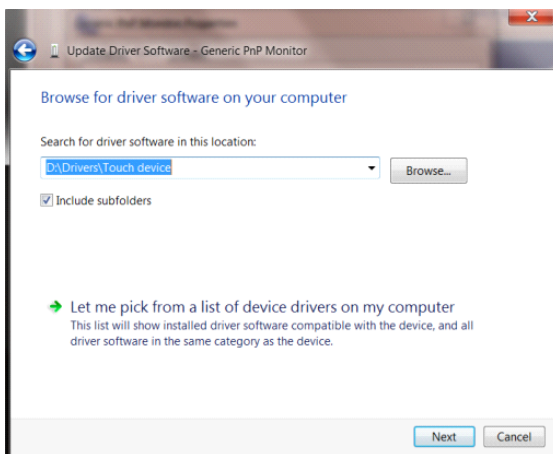 Update Driver Software - Generic PnP Monitor
Browse for driver software on your computer
Search for driver software in this location:
D:\Drivers\Touch device
Browse...
Include subfolders
Let me pick from a list of device drivers on my computer
This list will show installed driver software compatible with the device, and all
driver software in the same category as the device.
Next
Cancel